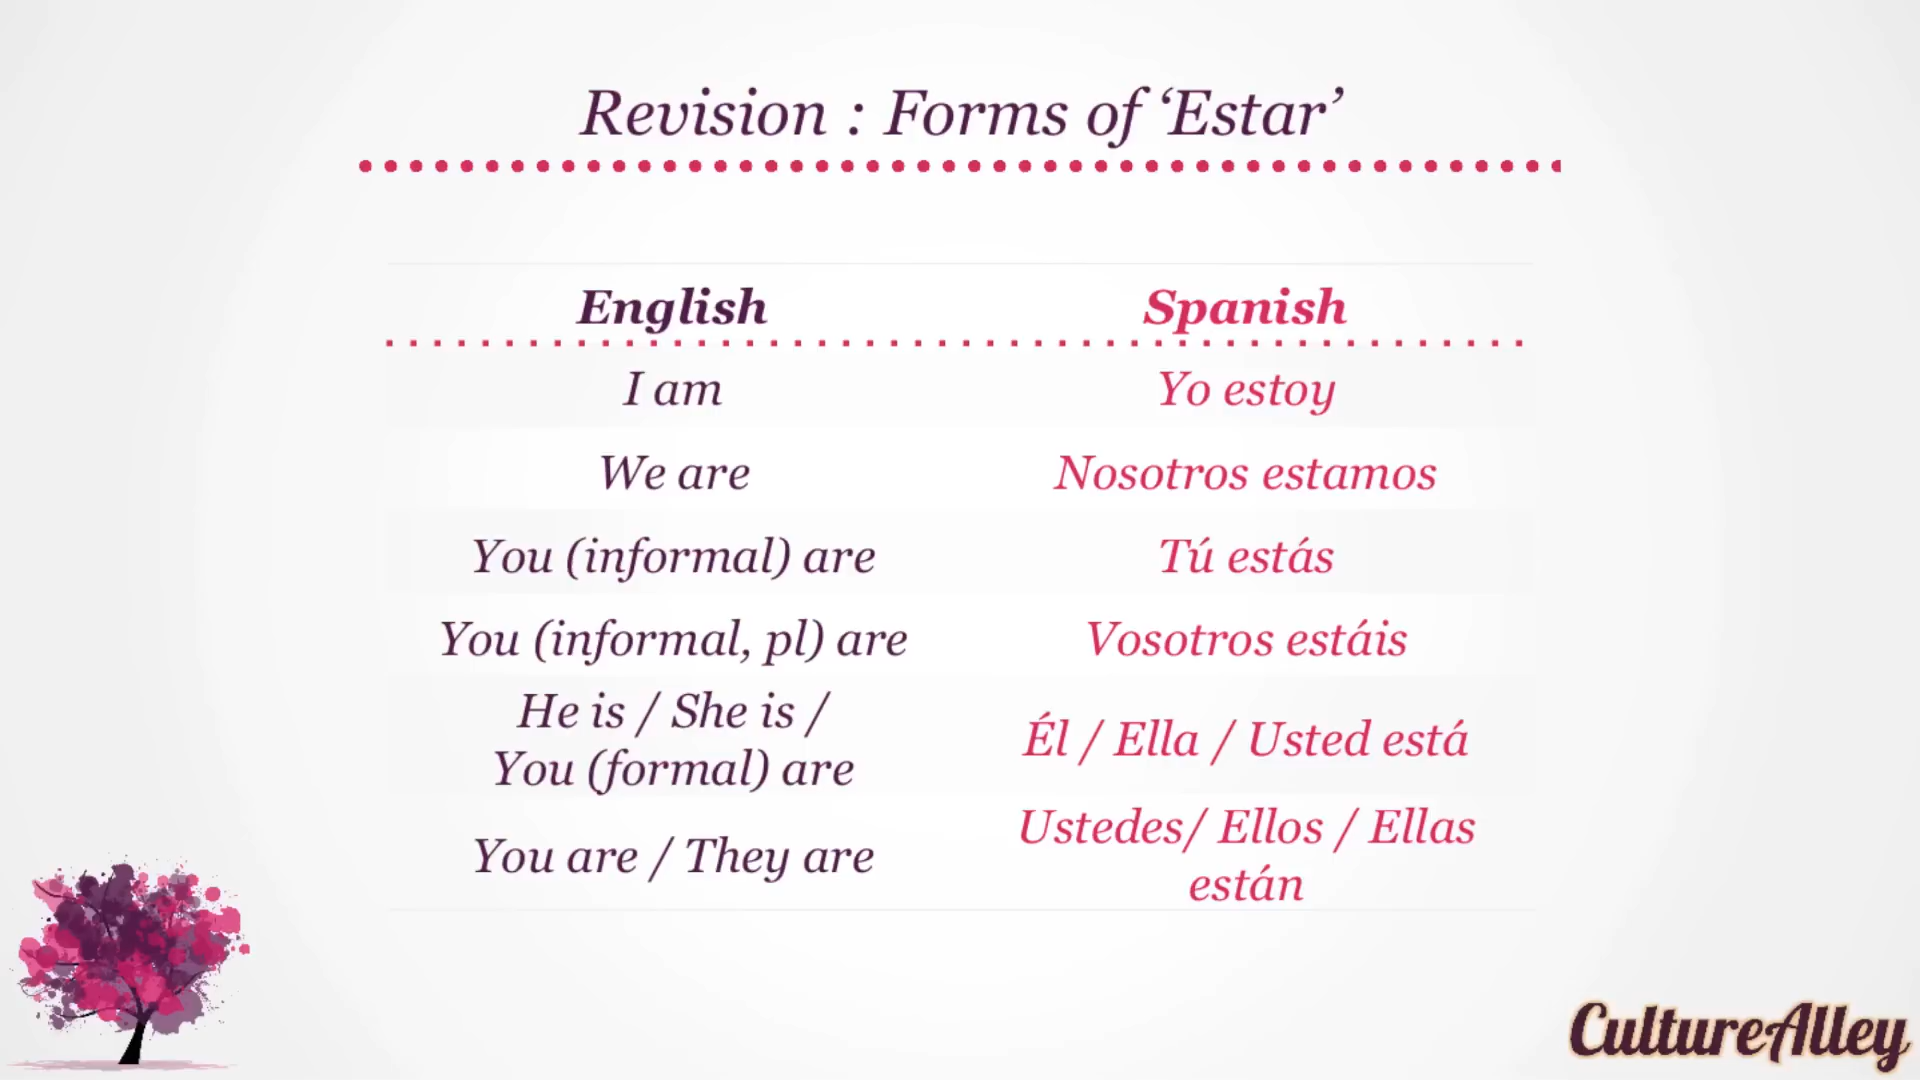 Revision : Forms of ‘Estar’
English Spanish
I am Yo estoy
We are Nosotros estamos
You (informal) are Tú estás
You (informal, pl) are Vosotros estáis
He is / She is /
You (formal) are
Él / Ella / Usted está
You are / They are
Ustedes/ Ellos / Ellas
están
CultureAlley